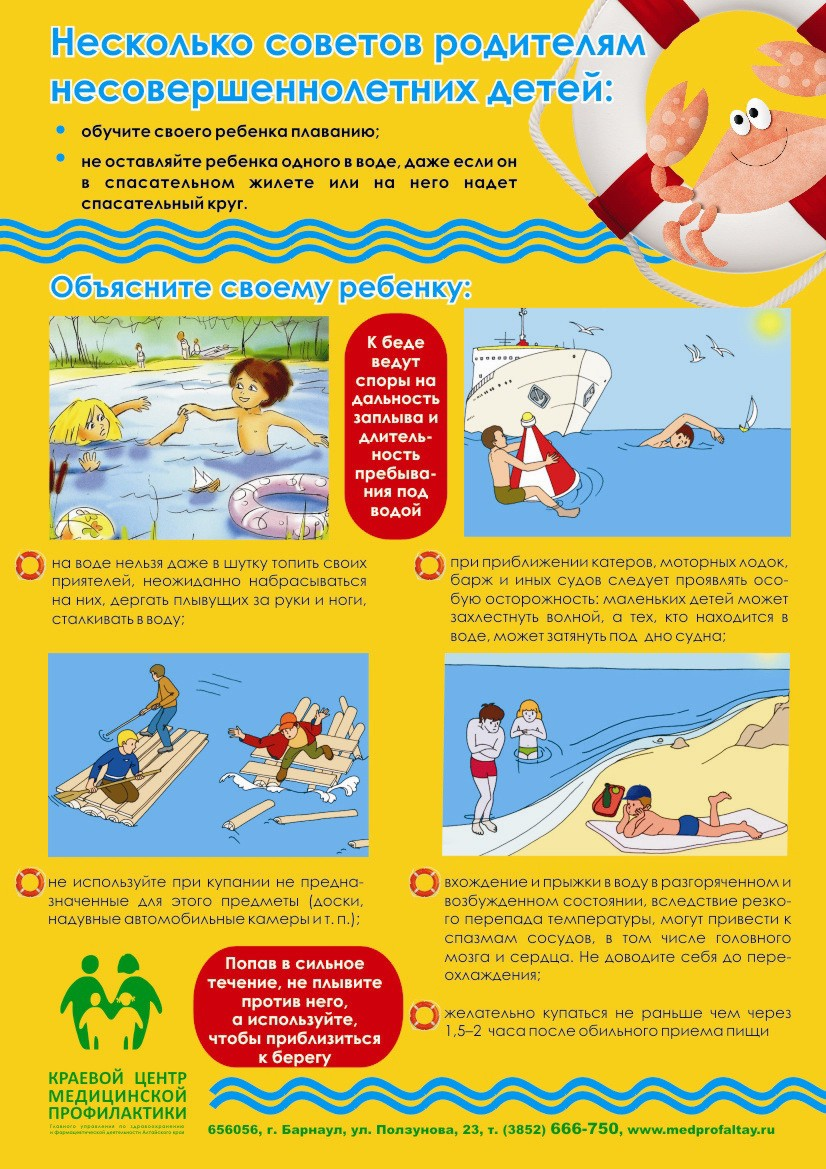 Несколько советов родителям
несовершеннолетних детей:
• обучите своего ребенка плаванию;
• не оставляйте ребенка одного в воде, даже если он
в спасательном жилете или на него надет
спасательный круг.
Объясните своему ребенку:
К беде
ведут
споры на
дальность
заплыва и
длитель-
ность
пребыва-
ния под
водой
на воде нельзя даже в шутку топить своих
приятелей, неожиданно набрасываться
на них, дергать плывущих за руки и ноги,
сталкивать в воду;
при приближении катеров, моторных лодок,
барж и иных судов следует проявлять осо-
бую осторожность: маленьких детей может
захлестнуть волной, а тех, кто находится в
воде, может затянуть под дно судна;
не используйте при купании не предна-
значенные для этого предметы (доски,
надувные автомобильные камеры и т. п.);
вхождение и прыжки в воду в разгоряченном и
возбужденном состоянии, вследствие резко-
го перепада температуры, могут привести к
спазмам сосудов, в том числе головного
мозга и сердца. Не доводите себя до пере-
охлаждения;
желательно купаться не раньше чем через
1,5–2 часа после обильного приема пищи
Попав в сильное
течение, не плывите
против него,
а используйте,
чтобы приблизиться
к берегу
КРАЕВОЙ ЦЕНТР
МЕДИЦИНСКОЙ
ПРОФИЛАКТИКИ
Главного управления по здравоохранению
и фармацевтической деятельности Алтайского края
656056, г. Барнаул, ул. Ползунова, 23, т. (3852) 666-750, www.medprofaltay.ru